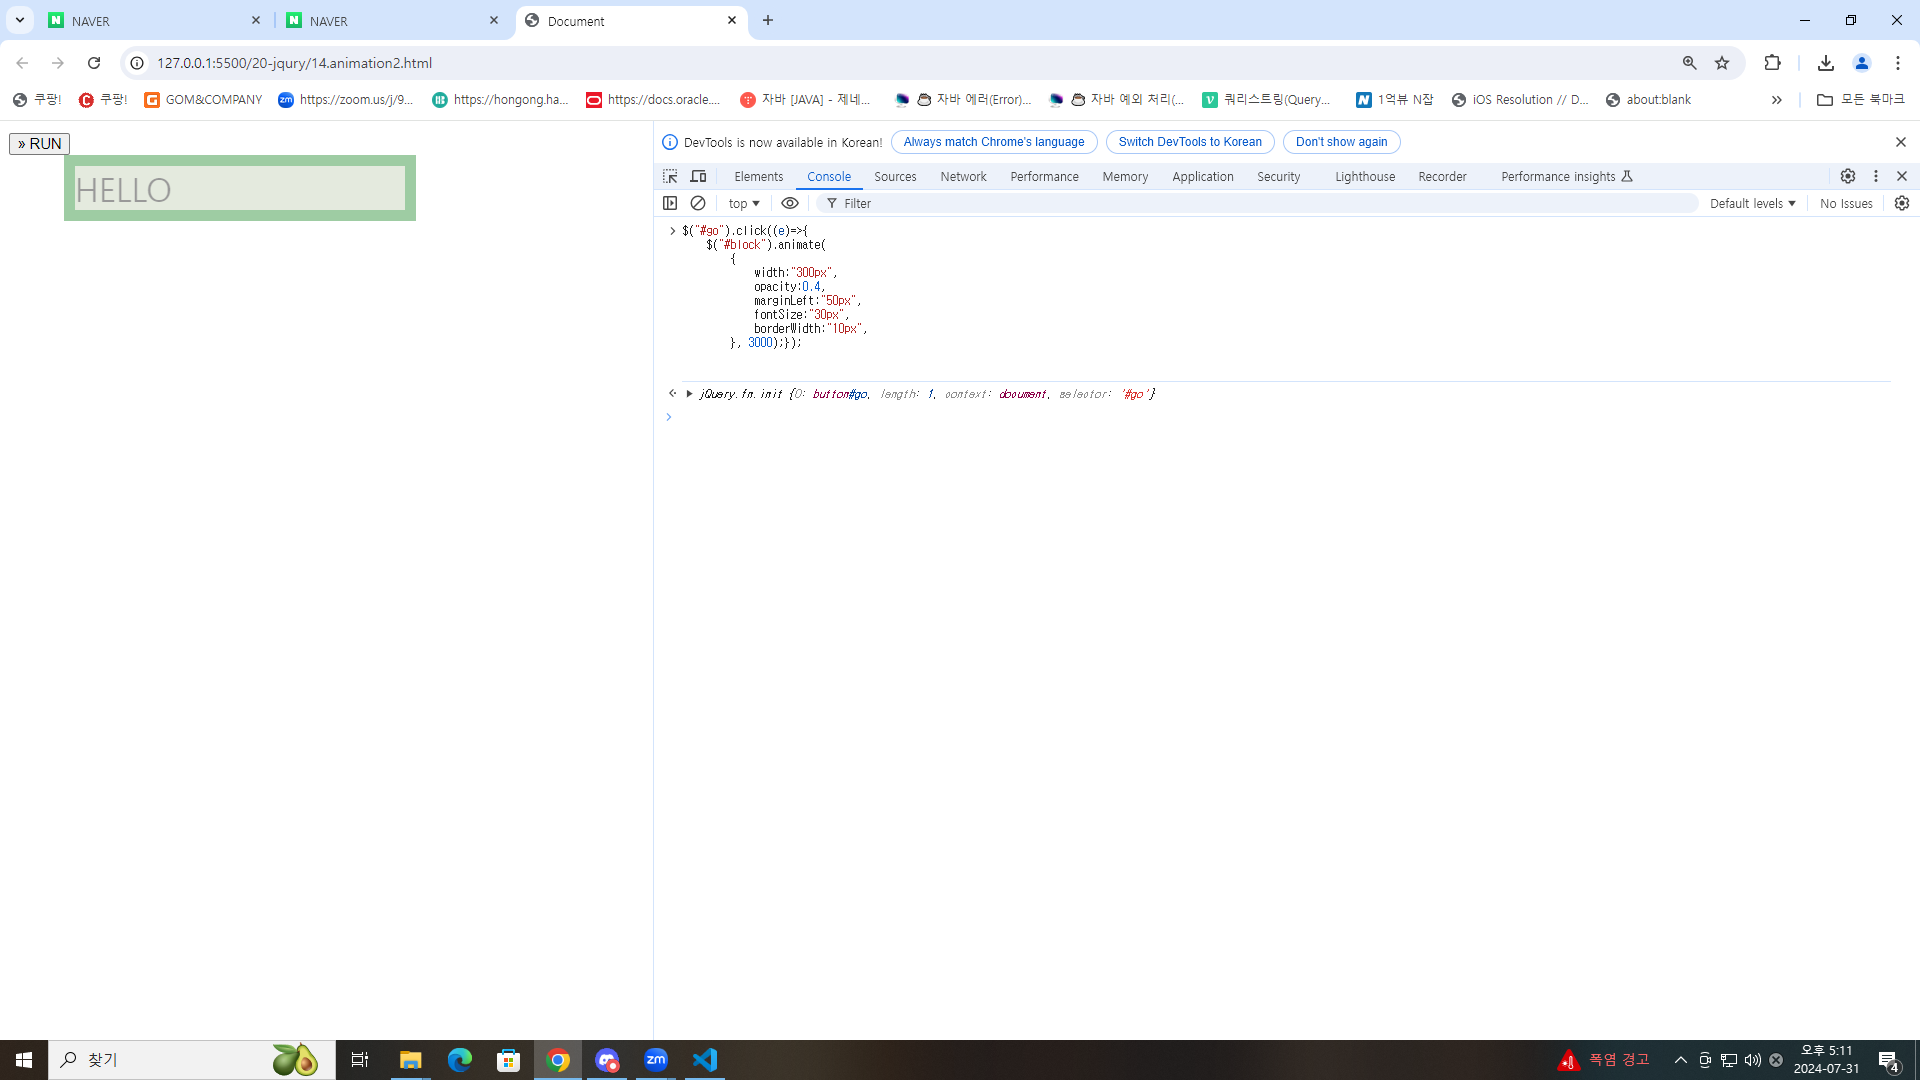 NAVER
NAVER
Document
127.0.0.1:5500/20-jqury/14.animation2.html
쿠팡!
쿠팡!
GOM&COMPANY
https://zoom.us/j/9...
https://hongong.ha...
https://docs.oracle....
자바 [JAVA] - 제네...
자바 에러(Error)...
자바 예외 처리(...
쿼리스트링(Query...
1억뷰 N잡
iOS Resolution // D...
about:blank
»
모든 북마크
» RUN
HELLO
DevTools is now available in Korean!
Always match Chrome's language
Switch DevTools to Korean
Don't show again
Elements
Console
Sources
Network
Performance
Memory
Application
Security
Lighthouse
Recorder
Performance insights
top
Filter
Default levels
No Issues
$("#go").click((e)=>{
$("#block").animate(
{
width:"300px",
opacity:0.4,
marginLeft:"50px",
fontSize:"30px",
borderWidth:"10px",
}, 3000);});
jQuery.fn.init {0: button#go, length: 1, context: document, selector: '#go'}
찾기
zm
폭염 경고
오후 5:11
2024-07-31
4